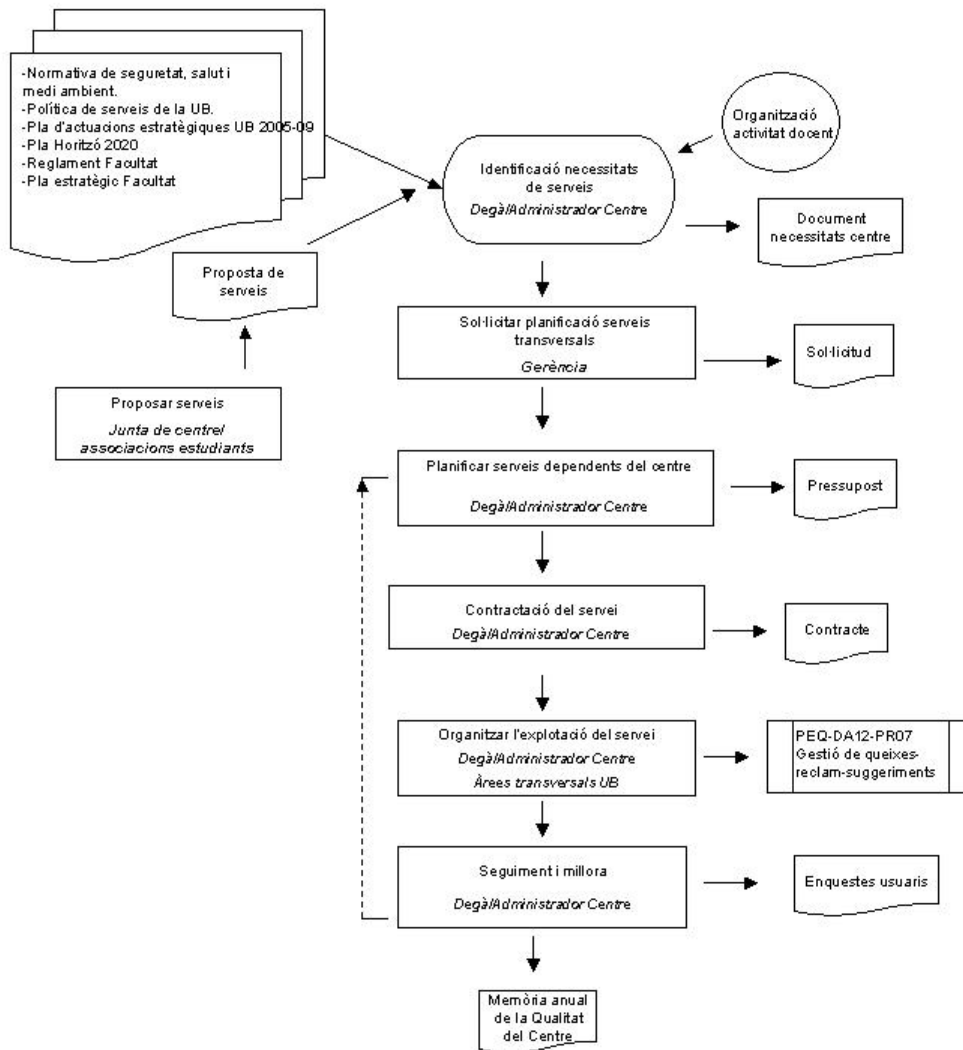 -Normativa de seguretat, salut i
medi ambient.
-Política de serveis de la UB.
-Pla d'actuacions estratègiques UB 2005-09
-Pla Horitzó 2020
-Reglament Facultat
-Pla estratègic Facultat
Organització
activitat docent
Identificació necessitats
de serveis
Degà/Administrador Centre
Document
necessitats centre
Proposta de
serveis
Sol·licitar planificació serveis
transversals
Gerència
Sol·licitud
Proposar serveis
Junta de centre/
associacions estudiants
Planificar serveis dependents del centre
Degà/Administrador Centre
Pressupost
Contractació del servei
Degà/Administrador Centre
Contracte
Organitzar l'explotació del servei
Degà/Administrador Centre
Àrees transversals UB
PEQ-DA12-PR07
Gestió de queixes-
reclam-suggeriments
Seguiment i millora
Degà/Administrador Centre
Enquestes usuaris
Memòria anual
de la Qualitat
del Centre